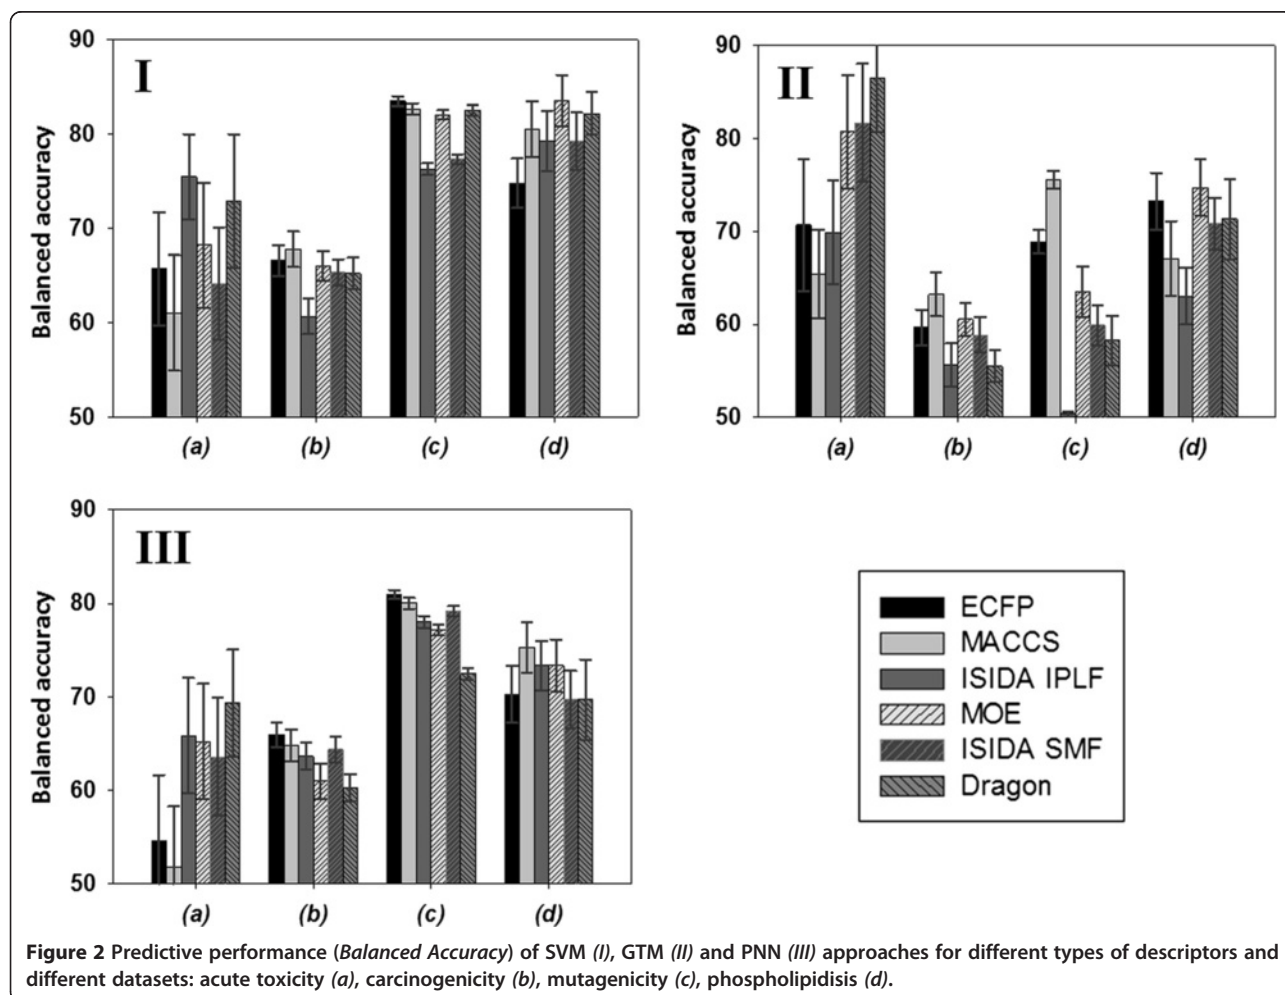 I
Balanced accuracy
90
80
70
60
50
(a) (b) (c) (d)
II
Balanced accuracy
90
80
70
60
50
(a) (b) (c) (d)
III
Balanced accuracy
90
80
70
60
50
(a) (b) (c) (d)
ECFP
MACCS
ISIDA IPLF
MOE
ISIDA SMF
Dragon
Figure 2 Predictive performance (Balanced Accuracy) of SVM (I), GTM (II) and PNN (III) approaches for different types of descriptors and
different datasets: acute toxicity (a), carcinogenicity (b), mutagenicity (c), phospholipidisis (d).